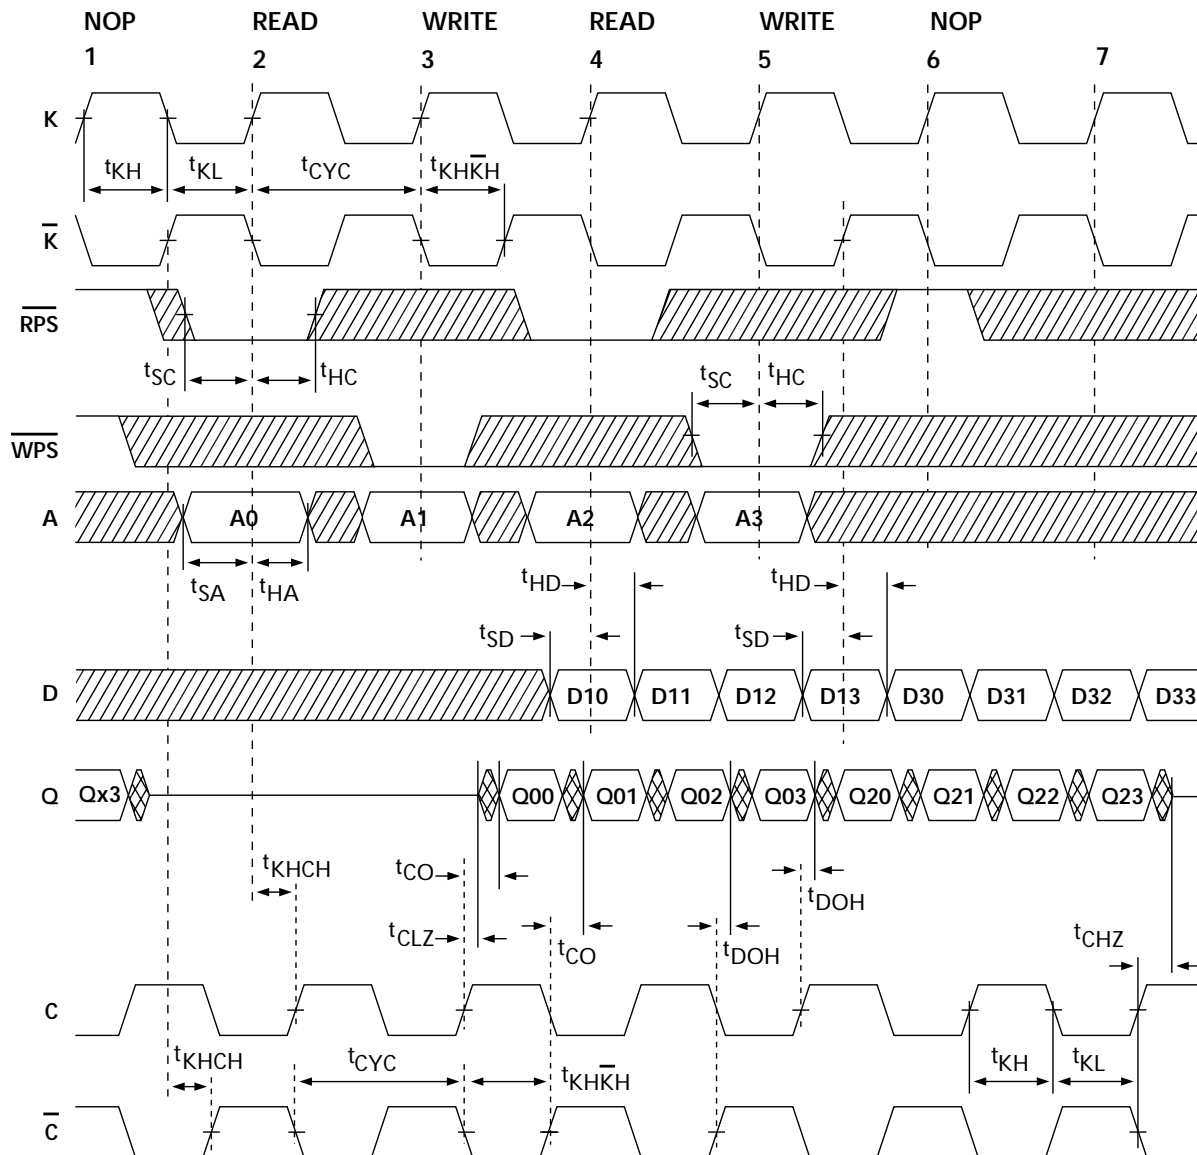 NOP READ WRITE READ WRITE NOP
1 2 3 4 5 6 7
K
tKH tKL tCYC tKHK̅H
K̅
R̅P̅S̅
tSC tHC tSC tHC
W̅P̅S̅
A A0 A1 A2 A3
tSA tHA tHD tHD
tSD tSD
D D10 D11 D12 D13 D30 D31 D32 D33
Q Qx3 Q00 Q01 Q02 Q03 Q20 Q21 Q22 Q23
tKHCH tCO tDOH
tCLZ tCO tDOH tCHZ
C
tKHCH tCYC tKHK̅H tKH tKL
C̅